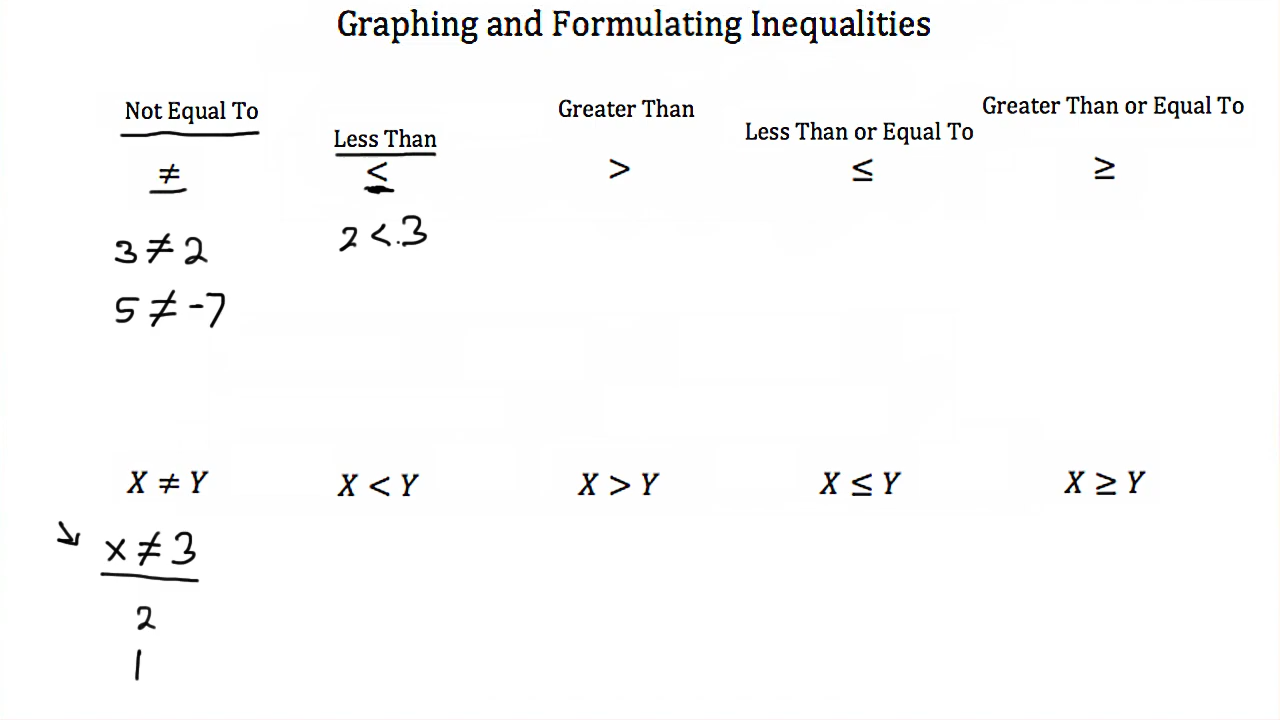 Graphing and Formulating Inequalities
Not Equal To
Less Than
Greater Than
Less Than or Equal To
Greater Than or Equal To
≠ < > ≤ ≥
3 ≠ 2
2 < 3
5 ≠ -7
X ≠ Y X < Y X > Y X ≤ Y X ≥ Y
x ≠ 3
2
1